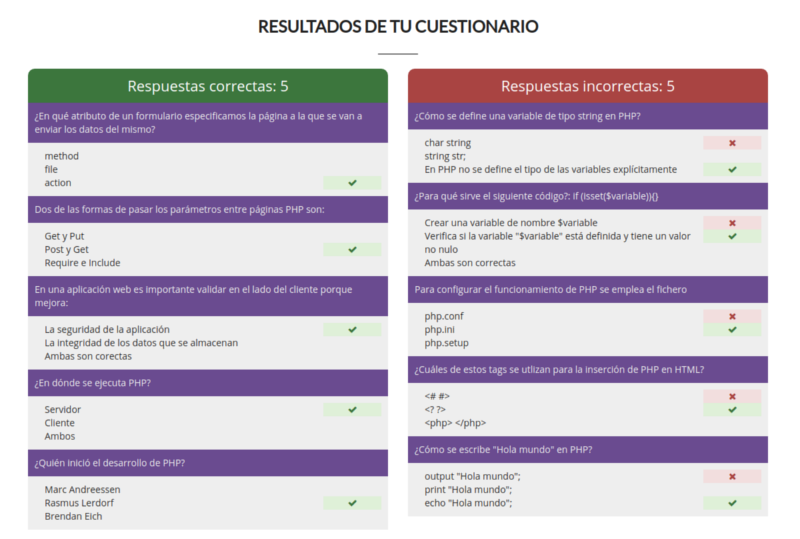 RESULTADOS DE TU CUESTIONARIO
Respuestas correctas: 5
¿En qué atributo de un formulario especificamos la página a la que se van a
enviar los datos del mismo?
method
file
action
Dos de las formas de pasar los parámetros entre páginas PHP son:
Get y Put
Post y Get
Require e Include
En una aplicación web es importante validar en el lado del cliente porque
mejora:
La seguridad de la aplicación
La integridad de los datos que se almacenan
Ambas son corectas
¿En dónde se ejecuta PHP?
Servidor
Cliente
Ambos
¿Quién inició el desarrollo de PHP?
Marc Andreessen
Rasmus Lerdorf
Brendan Eich
Respuestas incorrectas: 5
¿Cómo se define una variable de tipo string en PHP?
char string
string str;
En PHP no se define el tipo de las variables explícitamente
¿Para qué sirve el siguiente código?: if (isset($variable)){}
Crear una variable de nombre $variable
Verifica si la variable "$variable" está definida y tiene un valor
no nulo
Ambas son correctas
Para configurar el funcionamiento de PHP se emplea el fichero
php.conf
php.ini
php.setup
¿Cuáles de estos tags se utlizan para la inserción de PHP en HTML?
<# #>
<? ?>
<php> </php>
¿Cómo se escribe "Hola mundo" en PHP?
output "Hola mundo";
print "Hola mundo";
echo "Hola mundo";